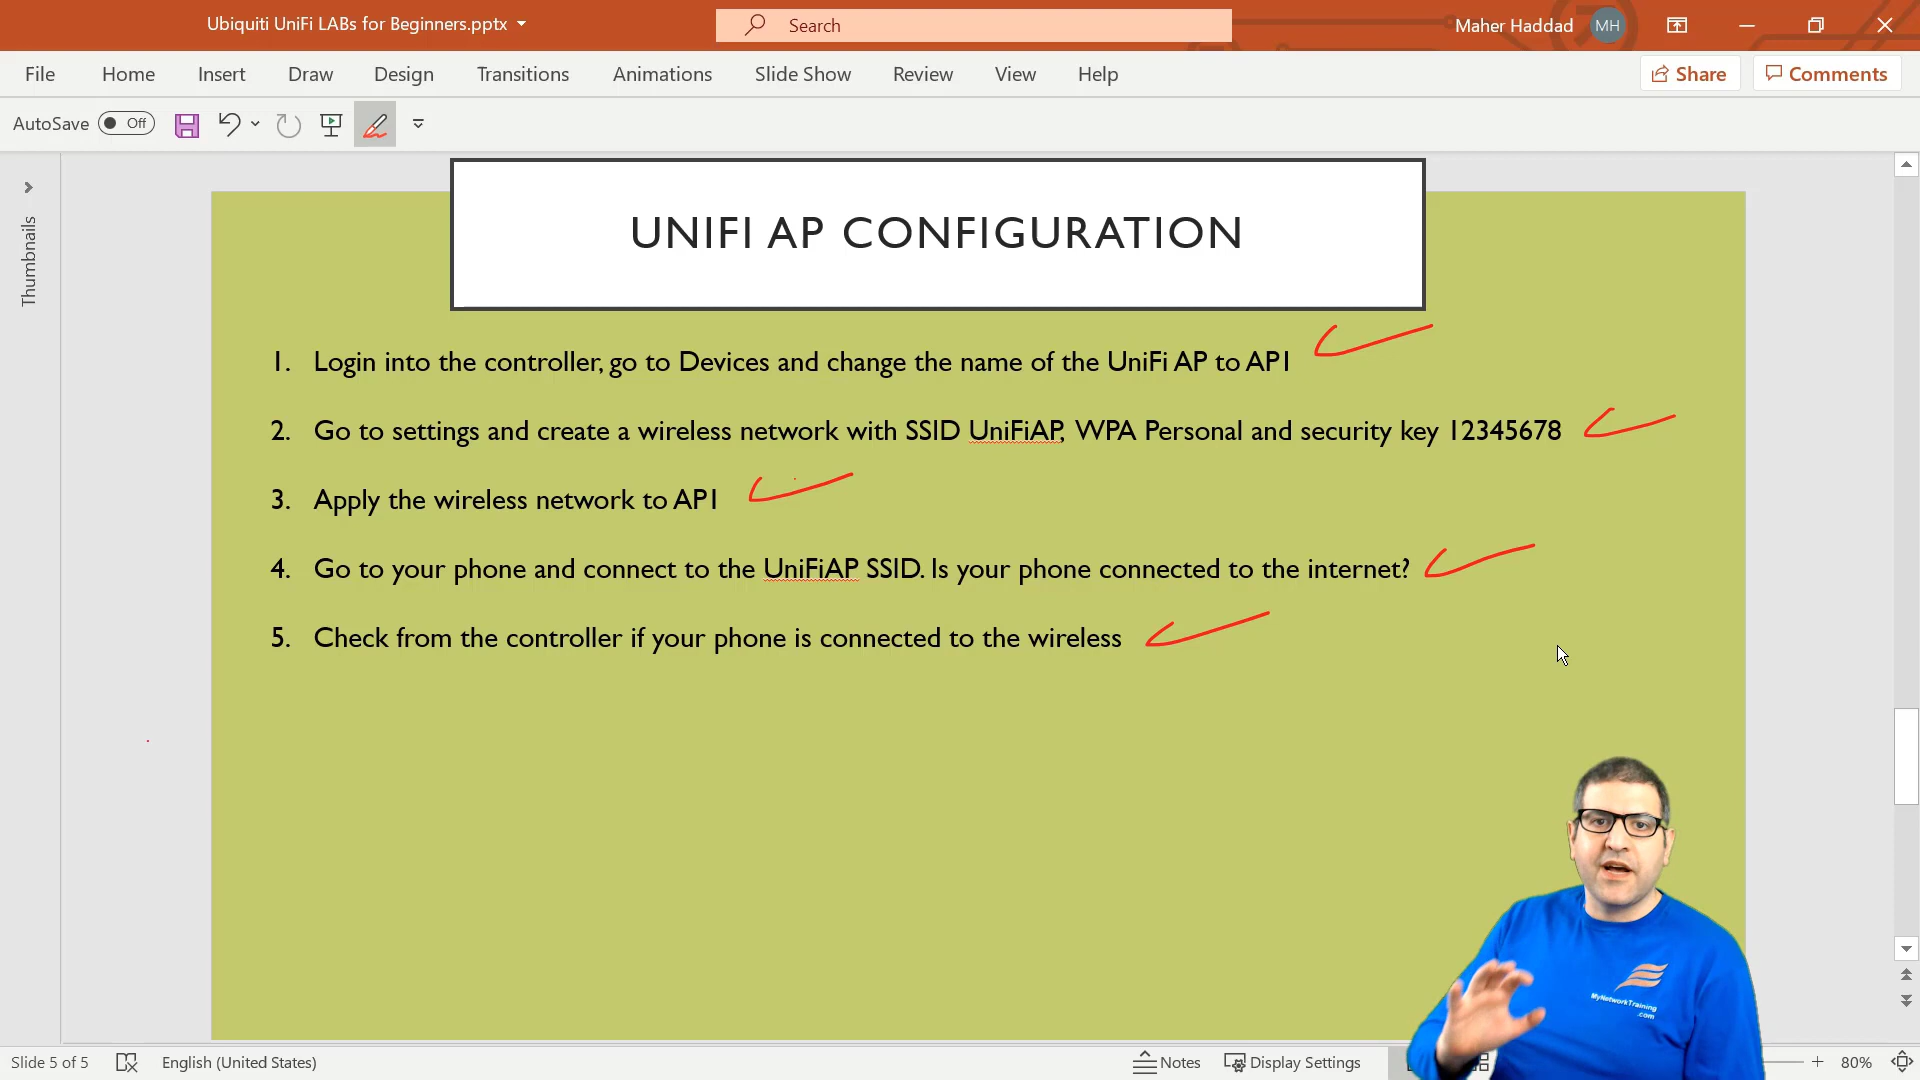 Ubiquiti UniFi LABs for Beginners.pptx
Search
Maher Haddad MH
File Home Insert Draw Design Transitions Animations Slide Show Review View Help Share Comments
AutoSave Off
Thumbnails
UNIFI AP CONFIGURATION
1. Login into the controller, go to Devices and change the name of the UniFi AP to AP1
2. Go to settings and create a wireless network with SSID UniFiAP, WPA Personal and security key 12345678
3. Apply the wireless network to AP1
4. Go to your phone and connect to the UniFiAP SSID. Is your phone connected to the internet?
5. Check from the controller if your phone is connected to the wireless
MyNetworkTraining
.com
Slide 5 of 5 English (United States) Notes Display Settings 80%